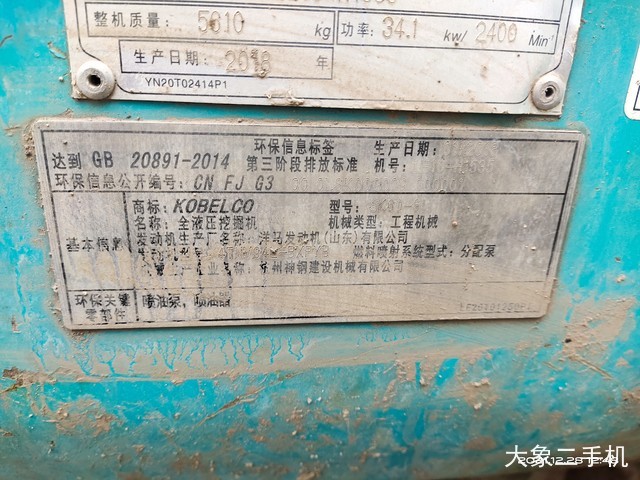 整机质量: 5610 kg 功率: 34.1 kw/ 2400 Min⁻¹
生产日期: 2018 年
YN20T02414P1
环保信息标签
生产日期:
达到 GB 20891-2014 第三阶段排放标准 机号:
环保信息公开编号: CN FJ G3
基本信息
商标: KOBELCO 型号:
名称: 全液压挖掘机 机械类型: 工程机械
发动机生产厂名称: 洋马发动机(山东)有限公司
燃料喷射系统型式: 分配泵
生产企业名称: 杭州神钢建设机械有限公司
环保关键零部件
喷油泵, 喷油器
大象二手机